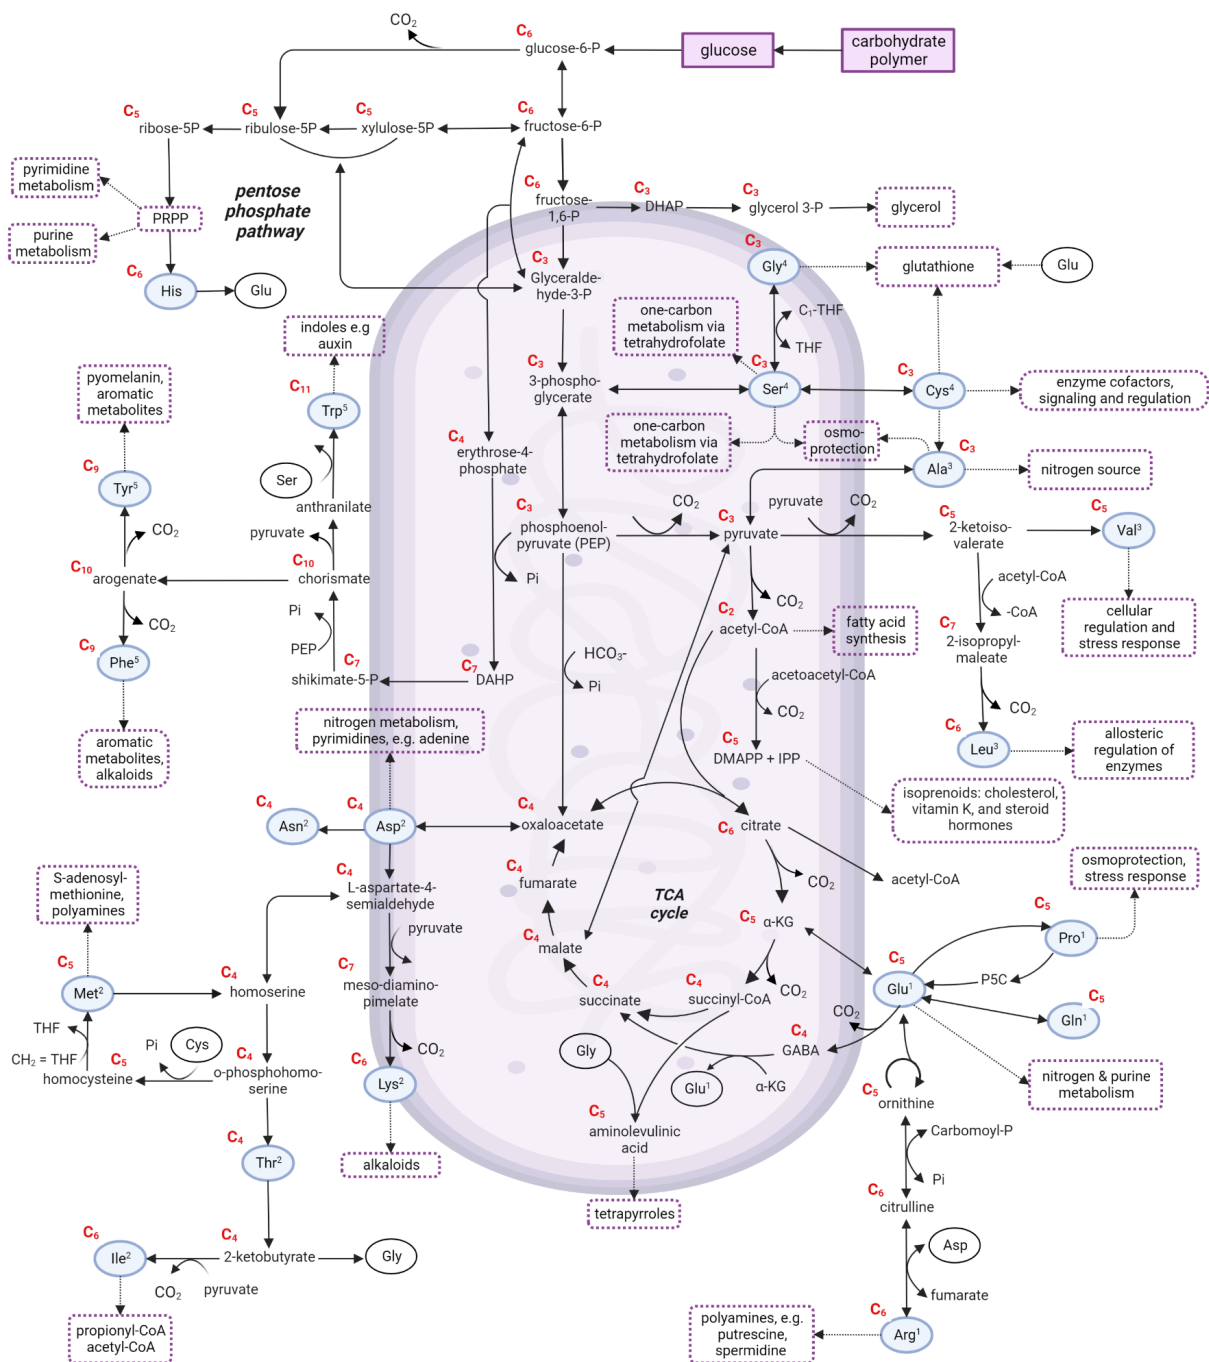 CO2
C6
glucose-6-P
glucose
carbohydrate
polymer
C5
ribose-5P
C5
ribulose-5P
C5
xylulose-5P
C6
fructose-6-P
pyrimidine
metabolism
PRPP
purine
metabolism
pentose
phosphate
pathway
C6
fructose-
1,6-P
C3
DHAP
C3
glycerol 3-P
glycerol
C6
His
Glu
C3
Glyceralde-
hyde-3-P
C3
Gly4
glutathione
Glu
indoles e.g
auxin
one-carbon
metabolism via
tetrahydrofolate
C1-THF
THF
pyomelanin,
aromatic
metabolites
C11
Trp5
C3
3-phospho-
glycerate
C3
Ser4
C3
Cys4
enzyme cofactors,
signaling and regulation
one-carbon
metabolism via
tetrahydrofolate
osmo-
protection
C3
Ala3
nitrogen source
C4
erythrose-4-
phosphate
C9
Tyr5
Ser
anthranilate
CO2
pyruvate
C3
phosphoenol-
pyruvate (PEP)
Pi
CO2
C3
pyruvate
pyruvate
CO2
C5
2-ketoiso-
valerate
C5
Val3
C10
arogenate
C10
chorismate
CO2
Pi
PEP
CO2
C2
acetyl-CoA
fatty acid
synthesis
acetyl-CoA
-CoA
C7
2-isopropyl-
maleate
cellular
regulation and
stress response
C9
Phe5
C7
shikimate-5-P
C7
DAHP
HCO3-
Pi
acetoacetyl-CoA
CO2
CO2
aromatic
metabolites,
alkaloids
nitrogen metabolism,
pyrimidines, e.g. adenine
C5
DMAPP + IPP
C6
Leu3
allosteric
regulation of
enzymes
isoprenoids: cholesterol,
vitamin K, and steroid
hormones
C4
Asn2
C4
Asp2
C4
oxaloacetate
C6
citrate
S-adenosyl-
methionine,
polyamines
C4
L-aspartate-4-
semialdehyde
C4
fumarate
TCA
cycle
CO2
acetyl-CoA
osmoprotection,
stress response
pyruvate
C4
malate
C5
α-KG
C5
Pro1
C5
Met2
C4
homoserine
C7
meso-diamino-
pimelate
C4
succinate
C4
succinyl-CoA
CO2
C5
Glu1
P5C
THF
CH2 = THF
C5
homocysteine
Pi
Cys
C4
o-phosphohomo-
serine
CO2
C6
Lys2
Gly
Glu1
α-KG
C4
GABA
CO2
C5
Gln1
nitrogen & purine
metabolism
C5
aminolevulinic
acid
C5
ornithine
C4
Thr2
alkaloids
Carbomoyl-P
Pi
tetrapyrroles
C6
citrulline
C6
Ile2
C4
2-ketobutyrate
Gly
CO2
pyruvate
Asp
fumarate
propionyl-CoA
acetyl-CoA
polyamines, e.g.
putrescine,
spermidine
C6
Arg1